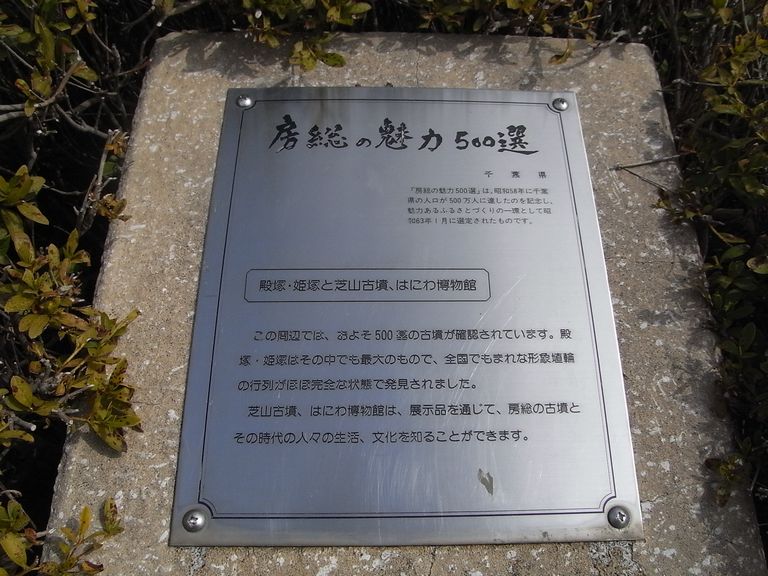 房総の魅力500選
千葉県
「房総の魅力500選」は、昭和58年に千葉
県の人口が500万人に達したのを記念し、
魅力あるふるさとづくりの一環として昭
和63年1月に選定されたものです。
殿塚・姫塚と芝山古墳、はにわ博物館
この周辺では、およそ500基の古墳が確認されています。殿
塚・姫塚はその中でも最大のもので、全国でもまれな形象埴輪
の行列がほぼ完全な状態で発見されました。
芝山古墳、はにわ博物館は、展示品を通じて、房総の古墳と
その時代の人々の生活、文化を知ることができます。